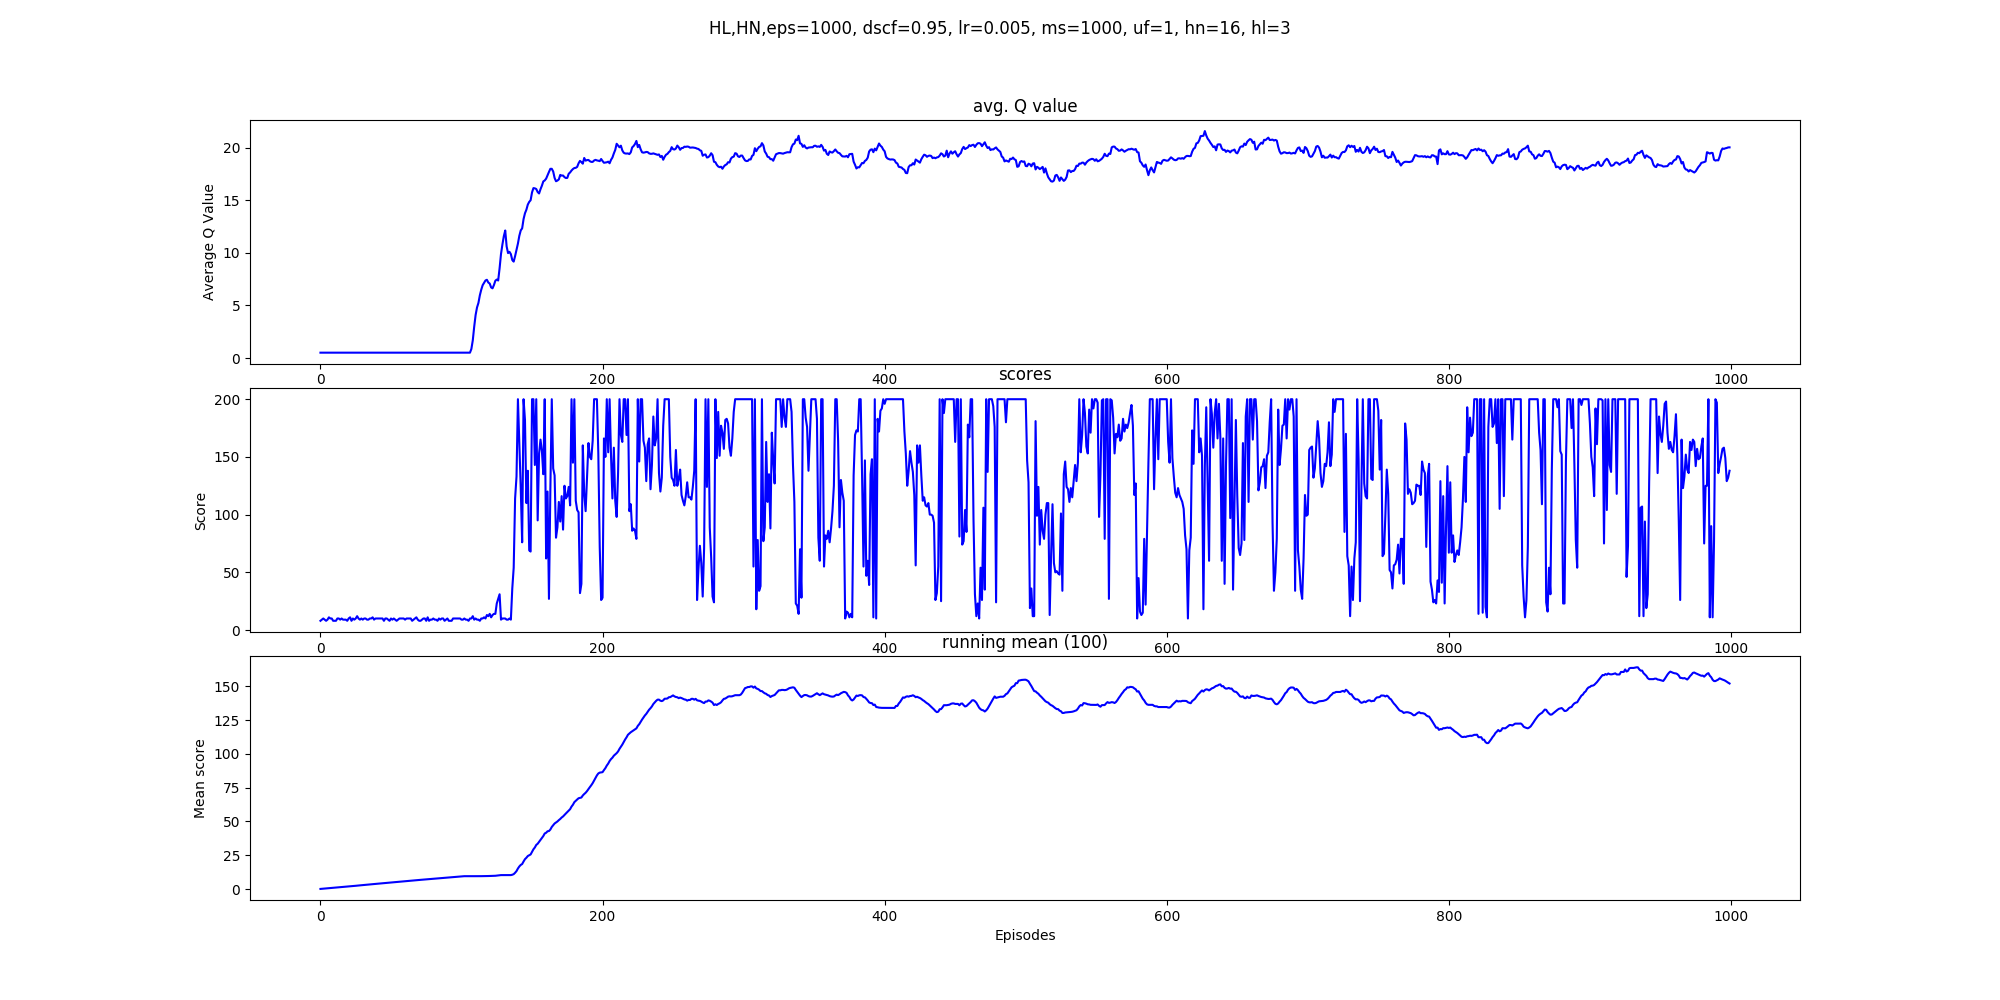 HL,HN,eps=1000, dscf=0.95, lr=0.005, ms=1000, uf=1, hn=16, hl=3
avg. Q value
Average Q Value
20
15
10
5
0
0 200 400 600 800 1000
scores
Score
200
150
100
50
0
0 200 400 600 800 1000
running mean (100)
Mean score
150
125
100
75
50
25
0
0 200 400 600 800 1000
Episodes